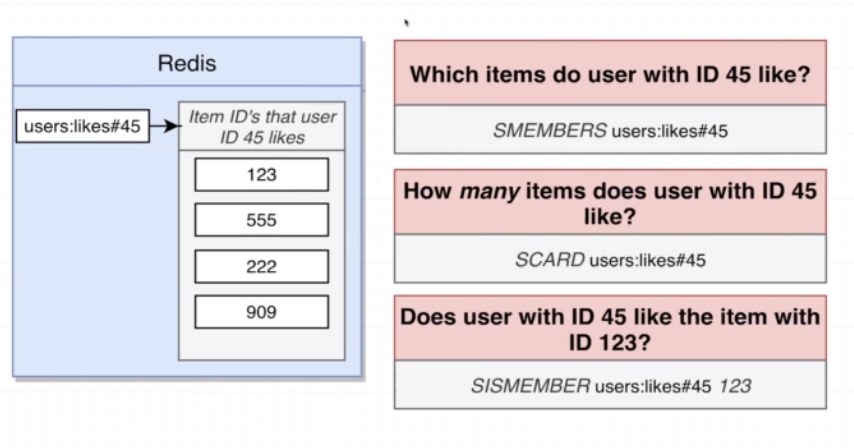 Redis
users:likes#45
Item ID's that user
ID 45 likes
123
555
222
909
Which items do user with ID 45 like?
SMEMBERS users:likes#45
How many items does user with ID 45
like?
SCARD users:likes#45
Does user with ID 45 like the item with
ID 123?
SISMEMBER users:likes#45 123